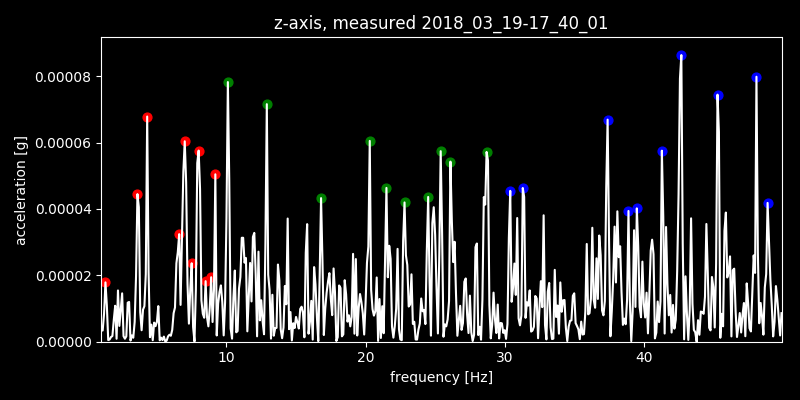 z-axis, measured 2018_03_19-17_40_01
acceleration [g]
0.00008
0.00006
0.00004
0.00002
0.00000
10 20 30 40
frequency [Hz]